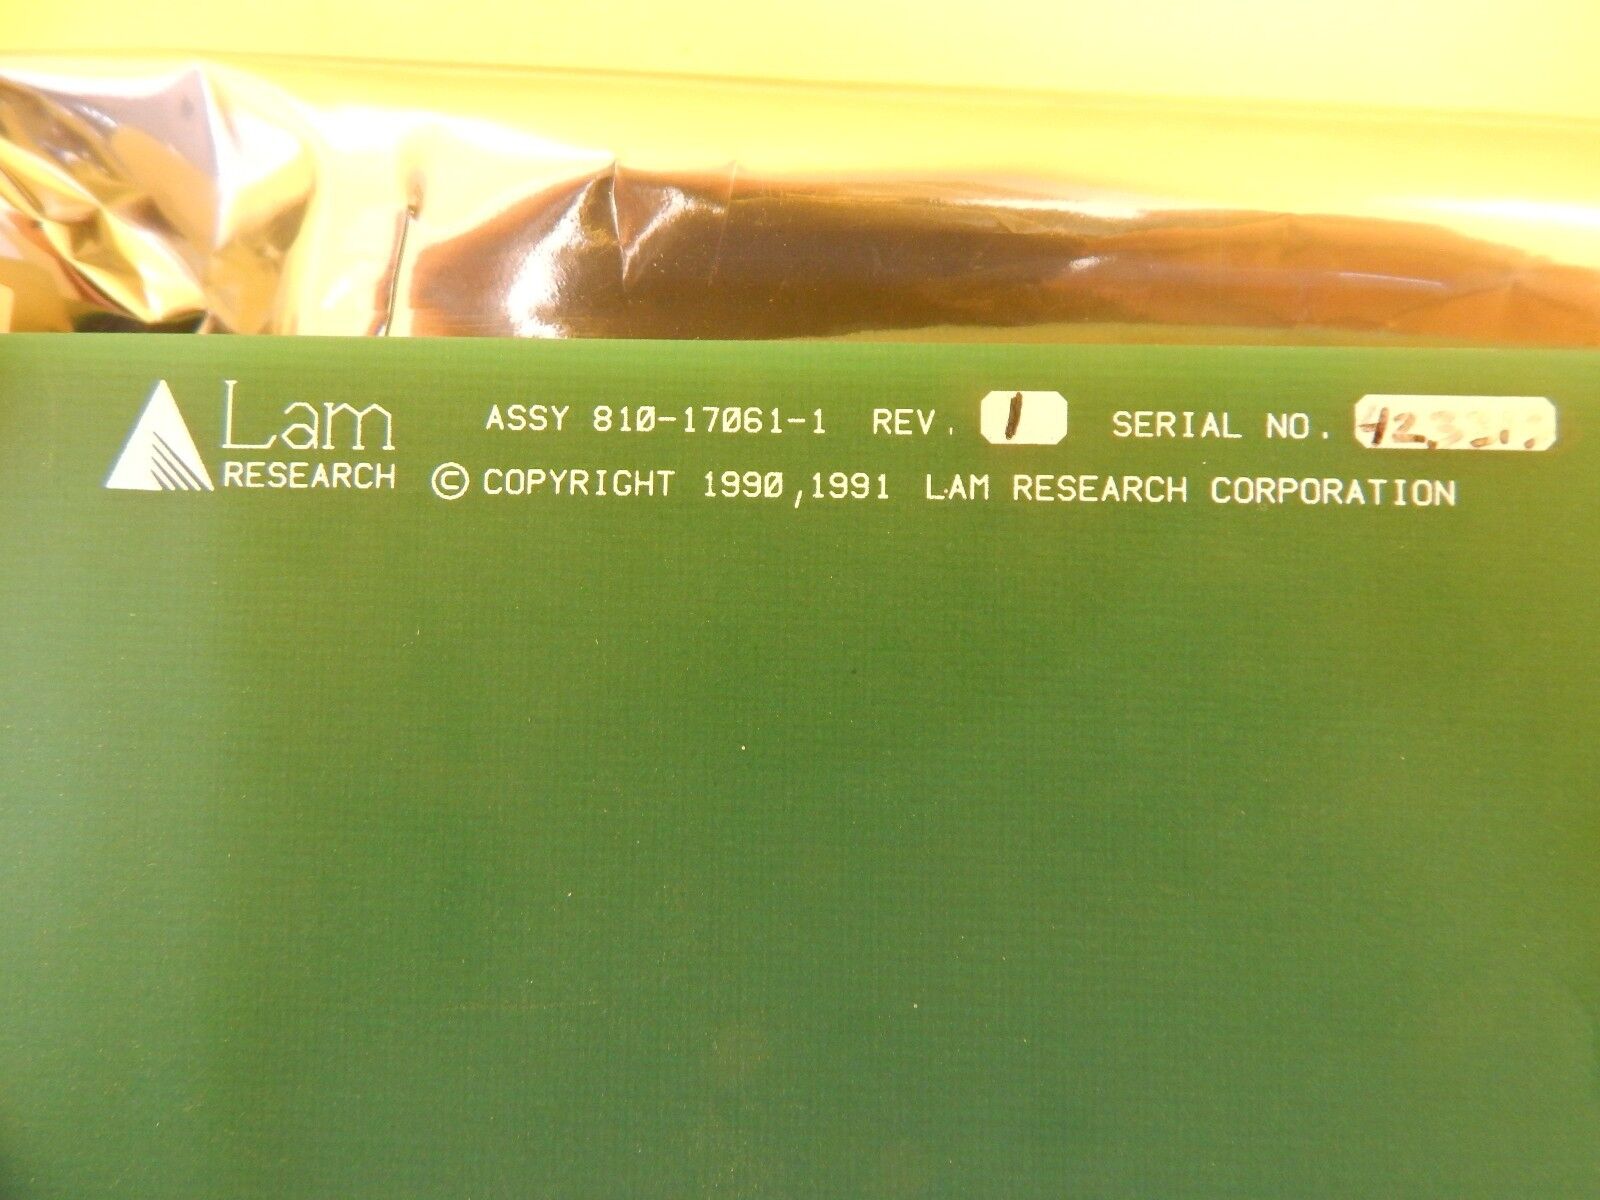 Lam
RESEARCH
ASSY 810-17061-1 REV. 1 SERIAL NO.
© COPYRIGHT 1990,1991 LAM RESEARCH CORPORATION